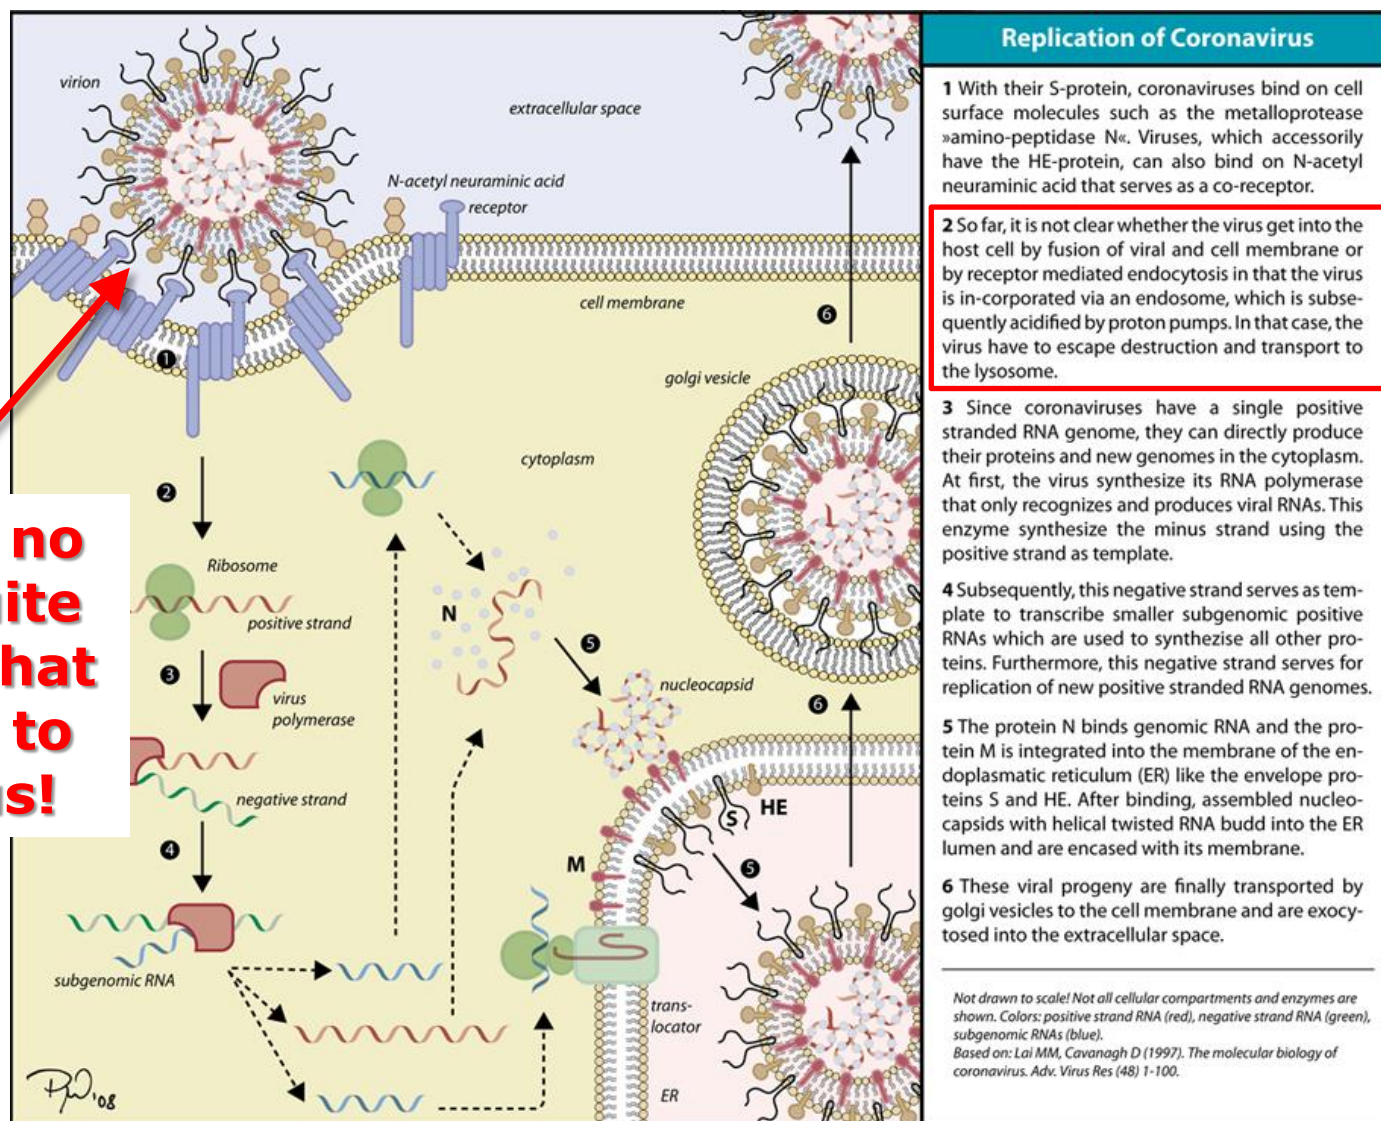 virion
extracellular space
N-acetyl neuraminic acid
receptor
cell membrane
1
6
golgi vesicle
cytoplasm
2
no
Ribosome
positive strand
N
5
hat
3
nucleocapsid
virus
polymerase
to
6
negative strand
s!
HE
S
4
M
5
subgenomic RNA
trans-
locator
ER
'08
Replication of Coronavirus
1 With their S-protein, coronaviruses bind on cell
surface molecules such as the metalloprotease
»amino-peptidase N«. Viruses, which accessorily
have the HE-protein, can also bind on N-acetyl
neuraminic acid that serves as a co-receptor.
2 So far, it is not clear whether the virus get into the
host cell by fusion of viral and cell membrane or
by receptor mediated endocytosis in that the virus
is in-corporated via an endosome, which is subse-
quently acidified by proton pumps. In that case, the
virus have to escape destruction and transport to
the lysosome.
3 Since coronaviruses have a single positive
stranded RNA genome, they can directly produce
their proteins and new genomes in the cytoplasm.
At first, the virus synthesize its RNA polymerase
that only recognizes and produces viral RNAs. This
enzyme synthesize the minus strand using the
positive strand as template.
4 Subsequently, this negative strand serves as tem-
plate to transcribe smaller subgenomic positive
RNAs which are used to synthezise all other pro-
teins. Furthermore, this negative strand serves for
replication of new positive stranded RNA genomes.
5 The protein N binds genomic RNA and the pro-
tein M is integrated into the membrane of the en-
doplasmatic reticulum (ER) like the envelope pro-
teins S and HE. After binding, assembled nucleo-
capsids with helical twisted RNA budd into the ER
lumen and are encased with its membrane.
6 These viral progeny are finally transported by
golgi vesicles to the cell membrane and are exocy-
tosed into the extracellular space.
Not drawn to scale! Not all cellular compartments and enzymes are
shown. Colors: positive strand RNA (red), negative strand RNA (green),
subgenomic RNAs (blue).
Based on: Lai MM, Cavanagh D (1997). The molecular biology of
coronavirus. Adv. Virus Res (48) 1-100.